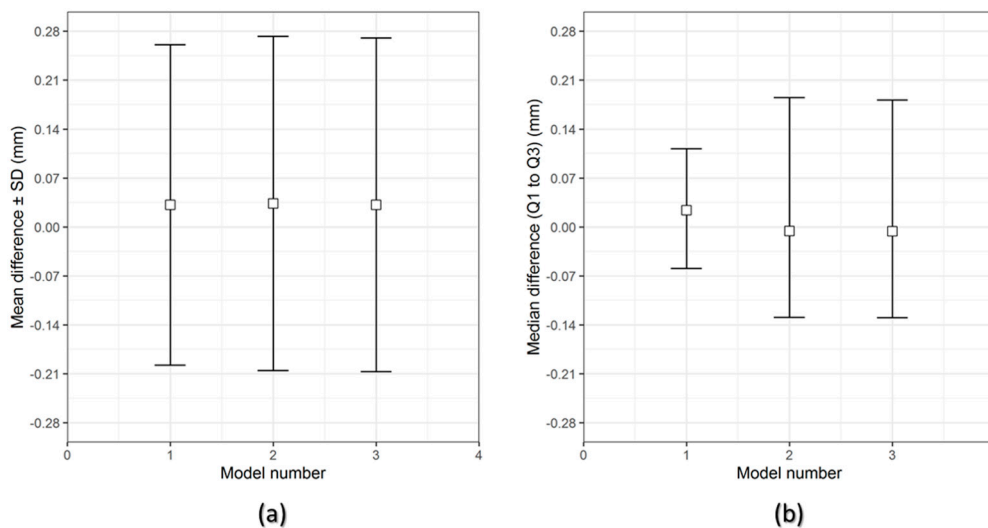 Mean difference ± SD (mm)
0.28
0.21
0.14
0.07
0.00
-0.07
-0.14
-0.21
-0.28
0 1 2 3 4
Model number
(a)
Median difference (Q1 to Q3) (mm)
0.28
0.21
0.14
0.07
0.00
-0.07
-0.14
-0.21
-0.28
0 1 2 3
Model number
(b)